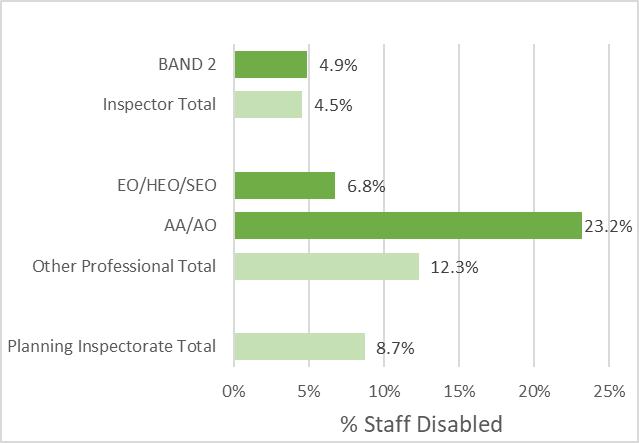 BAND 2 4.9%
Inspector Total 4.5%
EO/HEO/SEO 6.8%
AA/AO 23.2%
Other Professional Total 12.3%
Planning Inspectorate Total 8.7%
0% 5% 10% 15% 20% 25%
% Staff Disabled